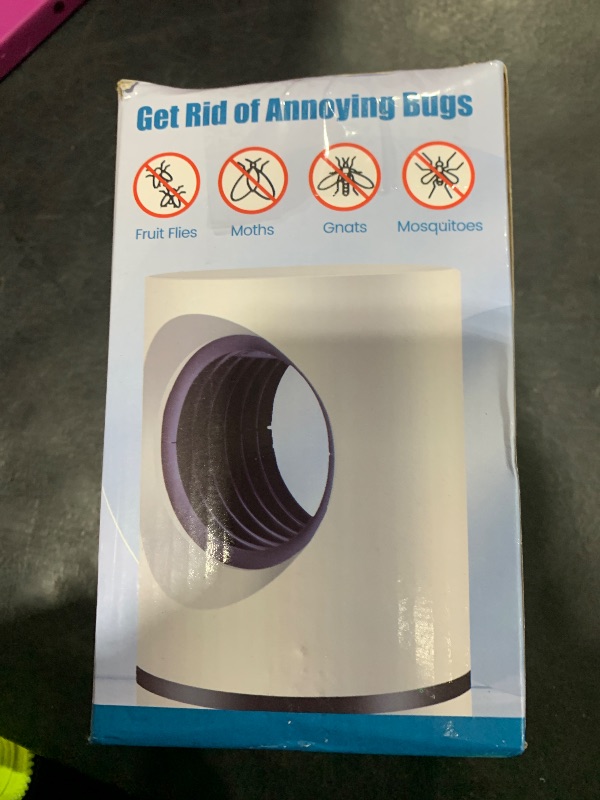 Get Rid of Annoying Bugs
Fruit Flies Moths Gnats Mosquitoes